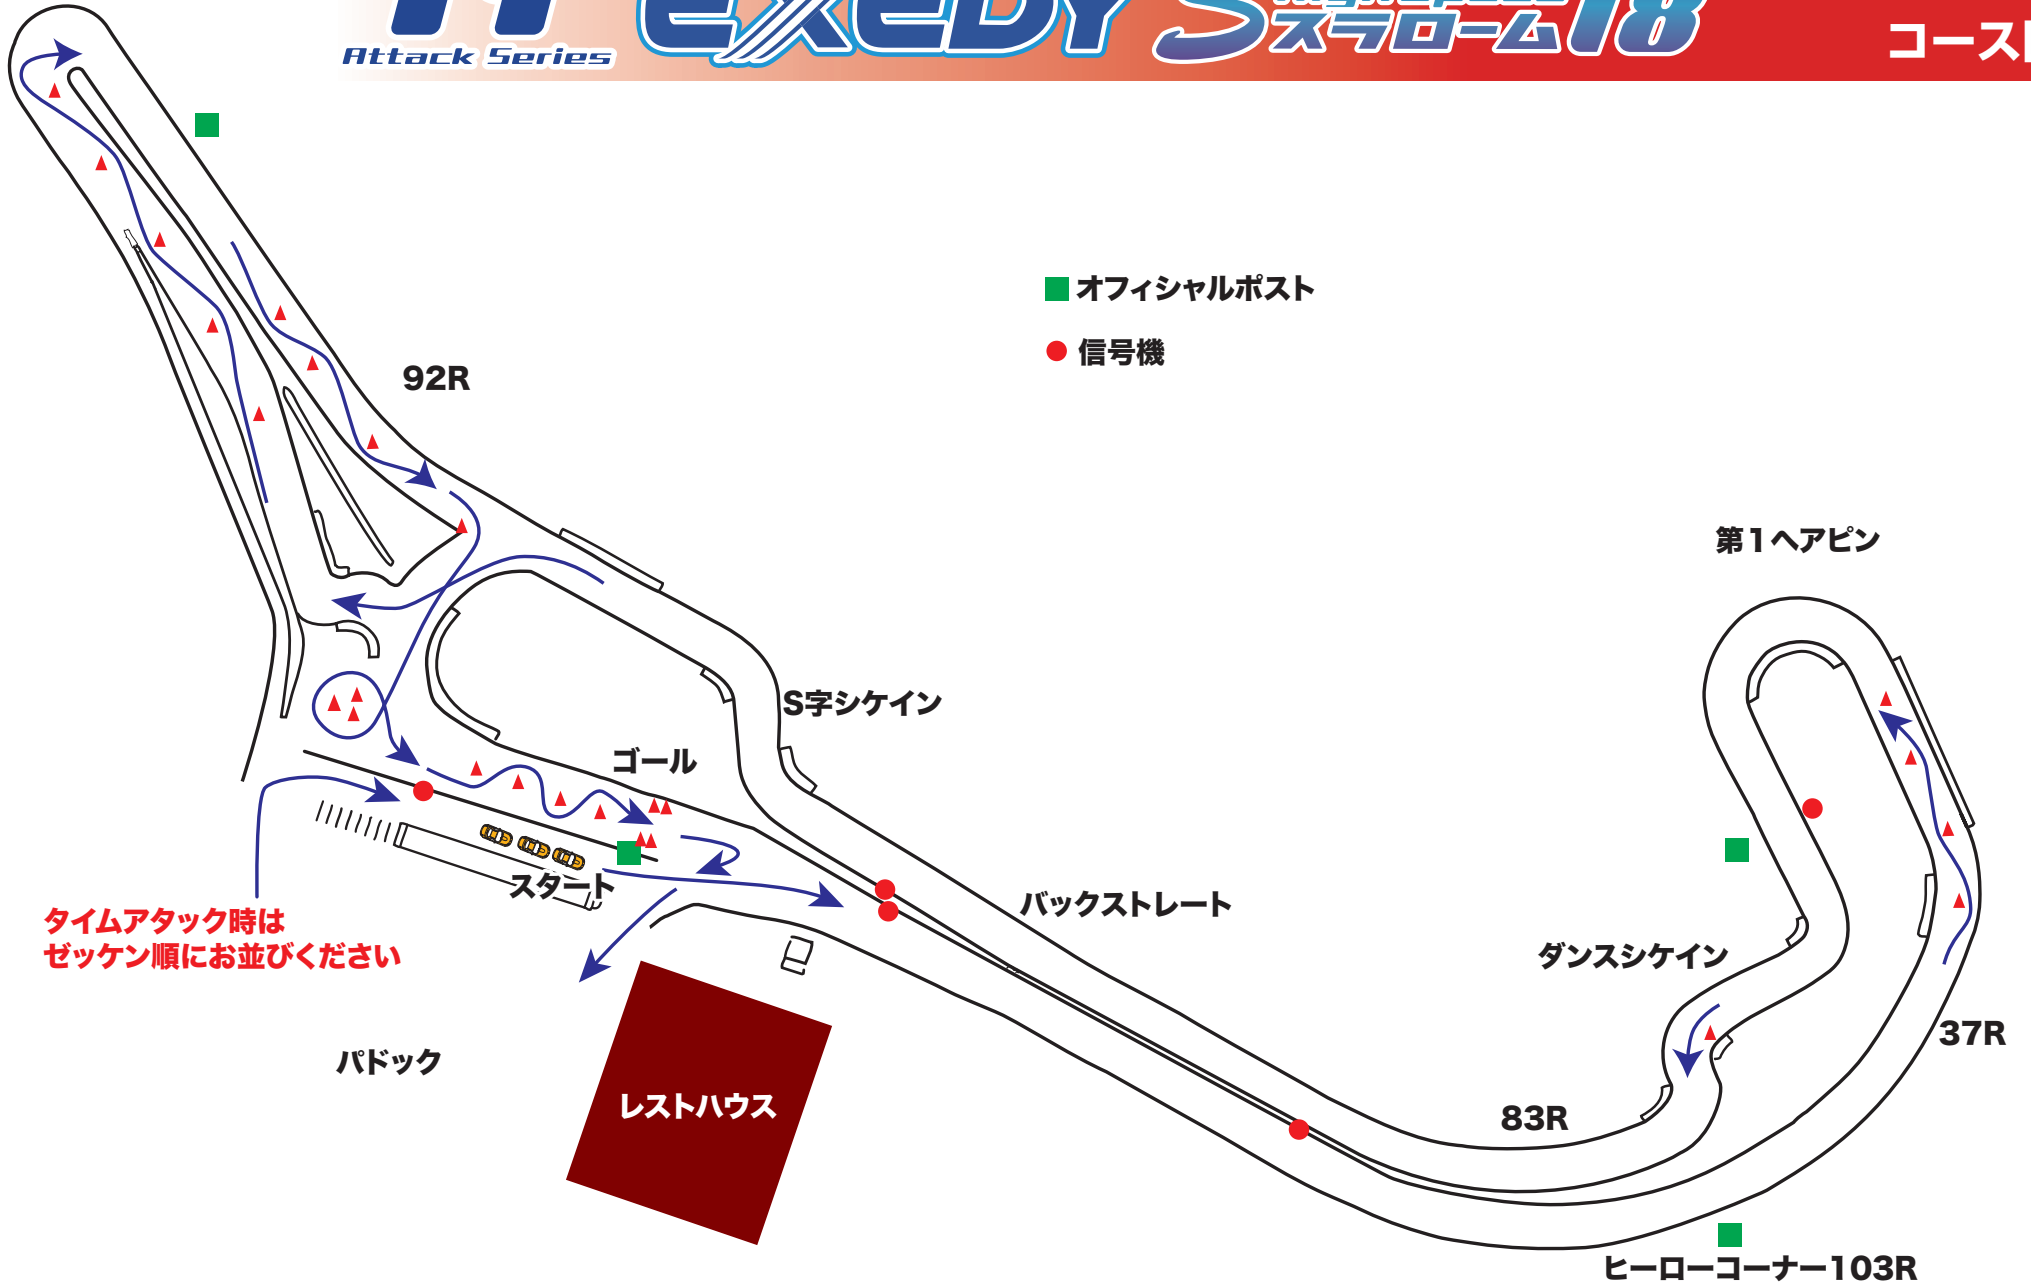 Attack Series
EXEDY
スラローム18
コース
オフィシャルポスト
信号機
92R
第1ヘアピン
S字シケイン
ゴール
スタート
バックストレート
タイムアタック時は
ゼッケン順にお並びください
ダンスシケイン
37R
パドック
レストハウス
83R
ヒーローコーナー103R